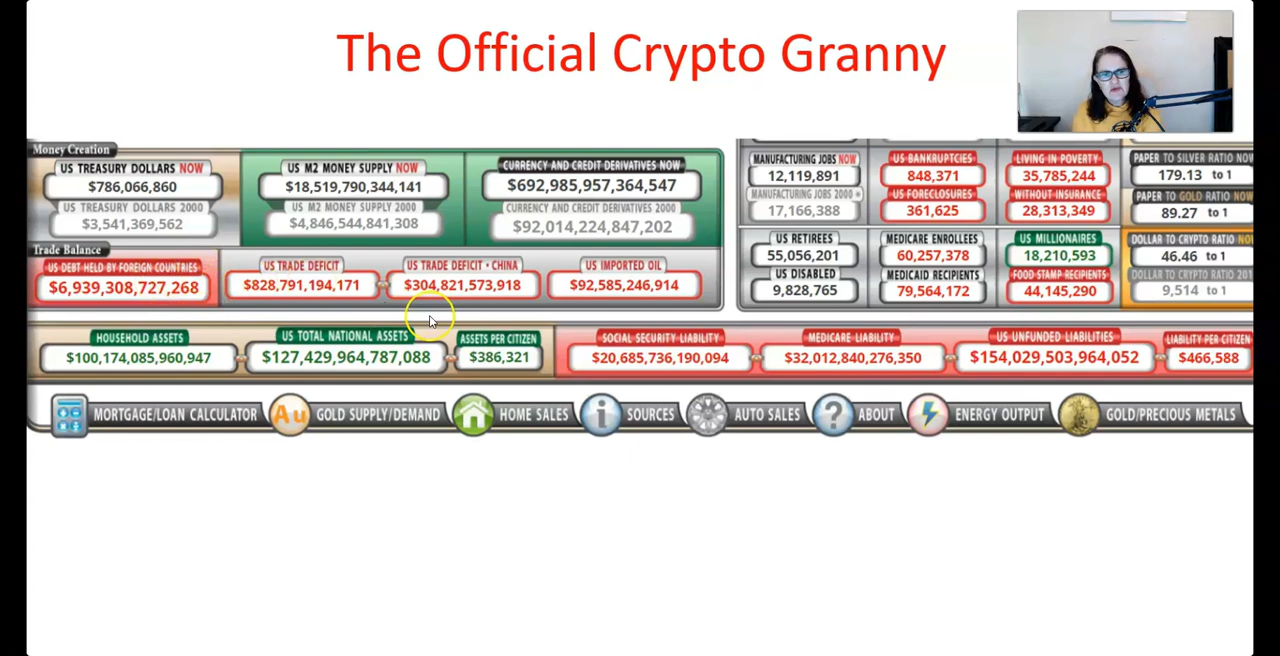 The Official Crypto Granny
Money Creation
US TREASURY DOLLARS NOW
$786,066,860
US TREASURY DOLLARS 2000
$3,541,369,562
US M2 MONEY SUPPLY NOW
$18,519,790,344,141
US M2 MONEY SUPPLY 2000
$4,846,544,841,308
CURRENCY AND CREDIT DERIVATIVES NOW
$692,985,957,364,547
CURRENCY AND CREDIT DERIVATIVES 2000
$92,014,224,847,202
Trade Balance
US DEBT HELD BY FOREIGN COUNTRIES
$6,939,308,727,268
US TRADE DEFICIT
$828,791,194,171
US TRADE DEFICIT • CHINA
$304,821,573,918
US IMPORTED OIL
$92,585,246,914
MANUFACTURING JOBS NOW
12,119,891
MANUFACTURING JOBS 2000
17,166,388
US BANKRUPTCIES
848,371
US FORECLOSURES
361,625
LIVING IN POVERTY
35,785,244
WITHOUT INSURANCE
28,313,349
PAPER TO SILVER RATIO NOW
179.13 to 1
PAPER TO GOLD RATIO NOW
89.27 to 1
US RETIREES
55,056,201
US DISABLED
9,828,765
MEDICARE ENROLLEES
60,257,378
MEDICAID RECIPIENTS
79,564,172
US MILLIONAIRES
18,210,593
FOOD STAMP RECIPIENTS
44,145,290
DOLLAR TO CRYPTO RATIO NO
46.46 to 1
DOLLAR TO CRYPTO RATIO 201
9,514 to 1
HOUSEHOLD ASSETS
$100,174,085,960,947
US TOTAL NATIONAL ASSETS
$127,429,964,787,088
ASSETS PER CITIZEN
$386,321
SOCIAL SECURITY LIABILITY
$20,685,736,190,094
MEDICARE LIABILITY
$32,012,840,276,350
US UNFUNDED LIABILITIES
$154,029,503,964,052
LIABILITY PER CITIZEN
$466,588
MORTGAGE/LOAN CALCULATOR
Au GOLD SUPPLY/DEMAND
HOME SALES
i SOURCES
AUTO SALES
? ABOUT
ENERGY OUTPUT
GOLD/PRECIOUS METALS